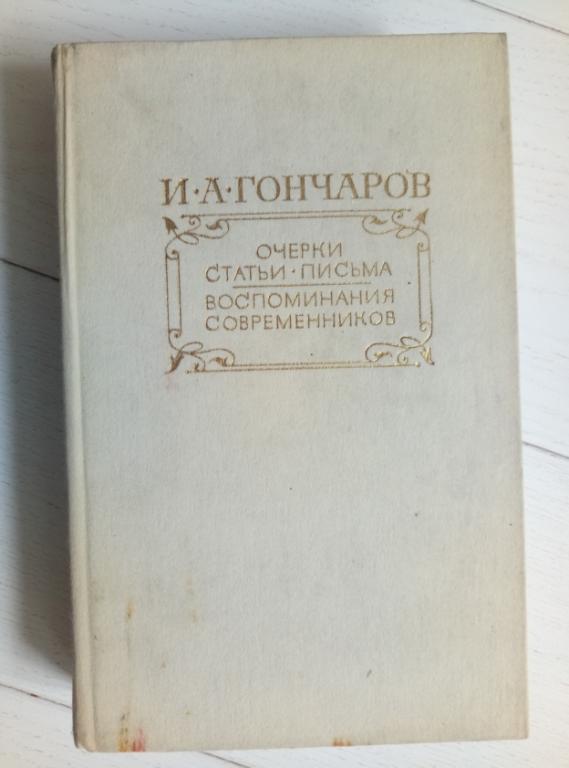 И·А·ГОНЧАРОВ
ОЧЕРКИ
СТАТЬИ·ПИСЬМА
ВОСПОМИНАНИЯ
СОВРЕМЕННИКОВ